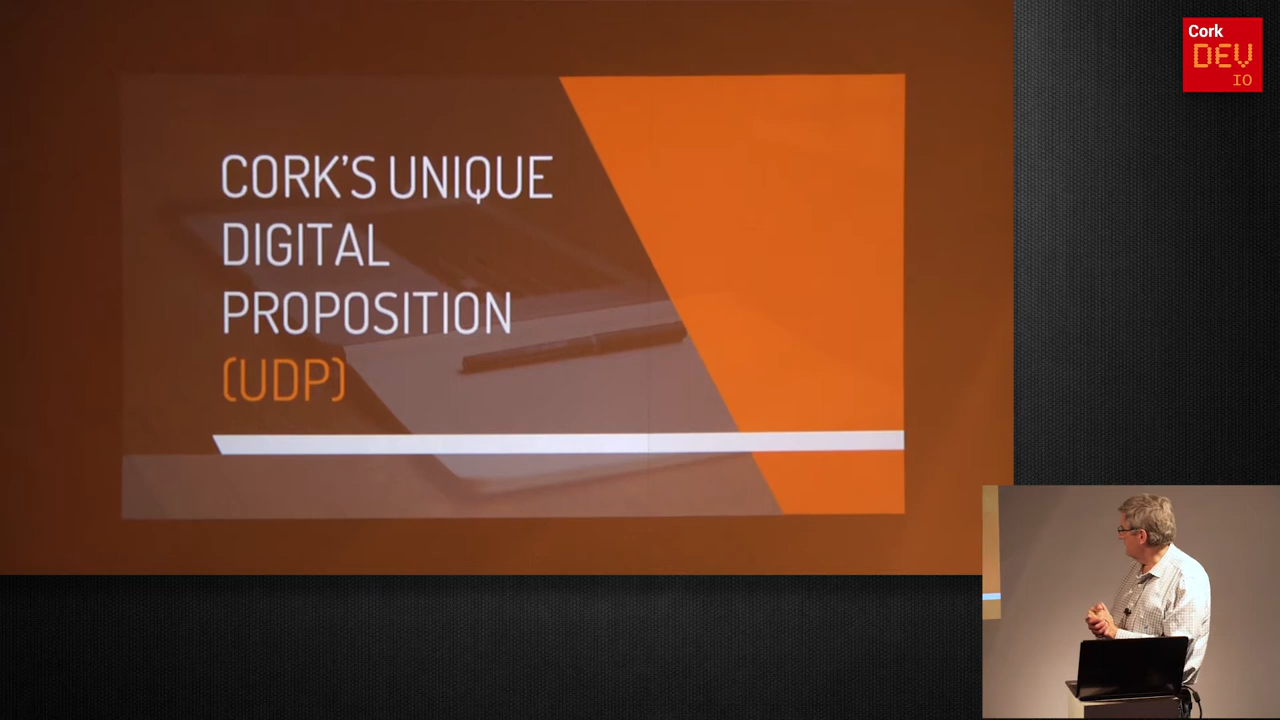 CORK'S UNIQUE
DIGITAL
PROPOSITION
(UDP)
Cork
DEV
IO